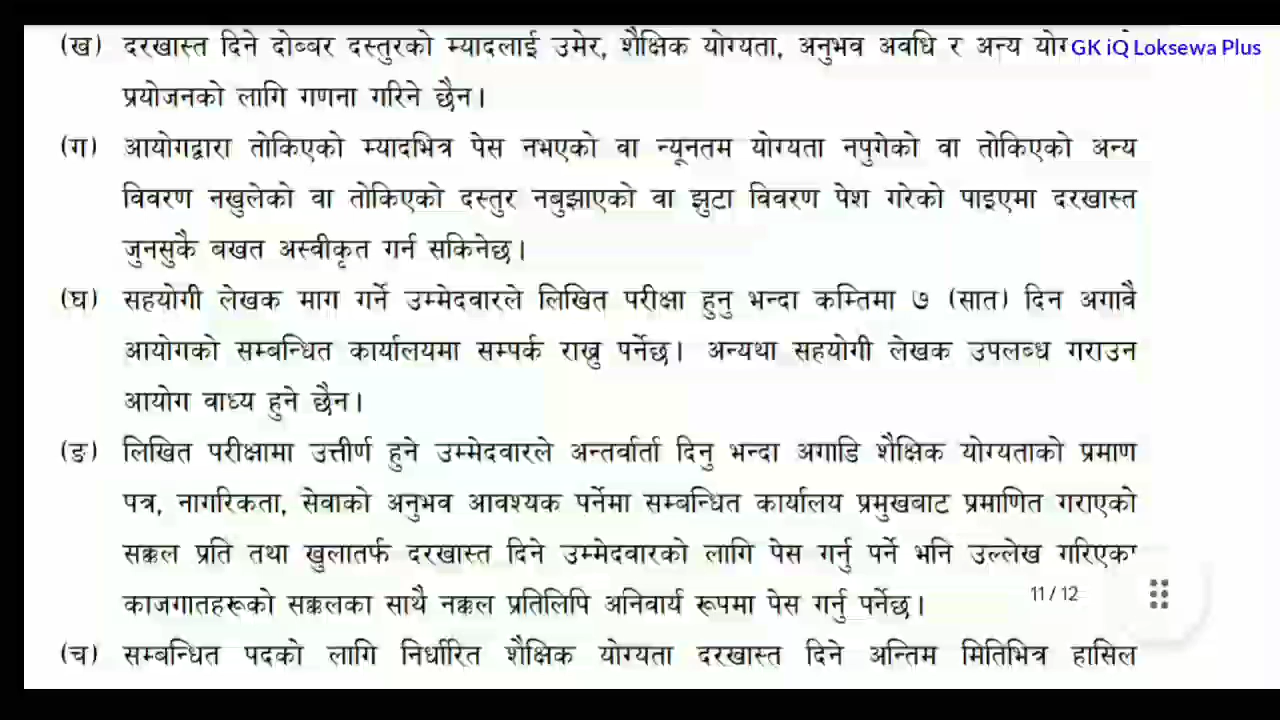 (ख) दरखास्त दिने दोब्बर दस्तुरको म्यादलाई उमेर, शैक्षिक योग्यता, अनुभव अवधि र अन्य
GK iQ Loksewa Plus
प्रयोजनको लागि गणना गरिने छैन।
(ग) आयोगद्वारा तोकिएको म्यादभित्र पेस नभएको वा न्यूनतम योग्यता नपुगेको वा तोकिएको अन्य
विवरण नखुलेको वा तोकिएको दस्तुर नबुझाएको वा झुटा विवरण पेश गरेको पाइएमा दरखास्त
जुनसुकै बखत अस्वीकृत गर्न सकिनेछ।
(घ) सहयोगी लेखक माग गर्ने उम्मेदवारले लिखित परीक्षा हुनु भन्दा कम्तिमा ७ (सात) दिन अगावै
आयोगको सम्बन्धित कार्यालयमा सम्पर्क राख्नु पर्नेछ। अन्यथा सहयोगी लेखक उपलब्ध गराउन
आयोग वाध्य हुने छैन।
(ङ) लिखित परीक्षामा उत्तीर्ण हुने उम्मेदवारले अन्तर्वार्ता दिनु भन्दा अगाडि शैक्षिक योग्यताको प्रमाण
पत्र, नागरिकता, सेवाको अनुभव आवश्यक पर्नेमा सम्बन्धित कार्यालय प्रमुखबाट प्रमाणित गराएको
सक्कल प्रति तथा खुलातर्फ दरखास्त दिने उम्मेदवारको लागि पेस गर्नु पर्ने भनि उल्लेख गरिएका
काजगातहरूको सक्कलका साथै नक्कल प्रतिलिपि अनिवार्य रूपमा पेस गर्नु पर्नेछ।
11 / 12
(च) सम्बन्धित पदको लागि निर्धारित शैक्षिक योग्यता दरखास्त दिने अन्तिम मितिभित्र हासिल